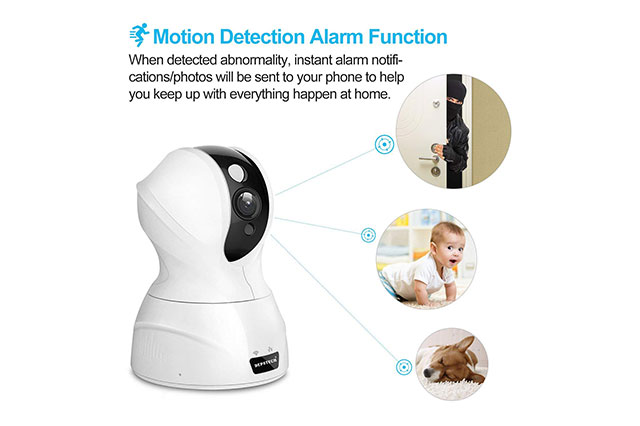 Motion Detection Alarm Function
When detected abnormality, instant alarm notifi-
cations/photos will be sent to your phone to help
you keep up with everything happen at home.
DEPSTECH